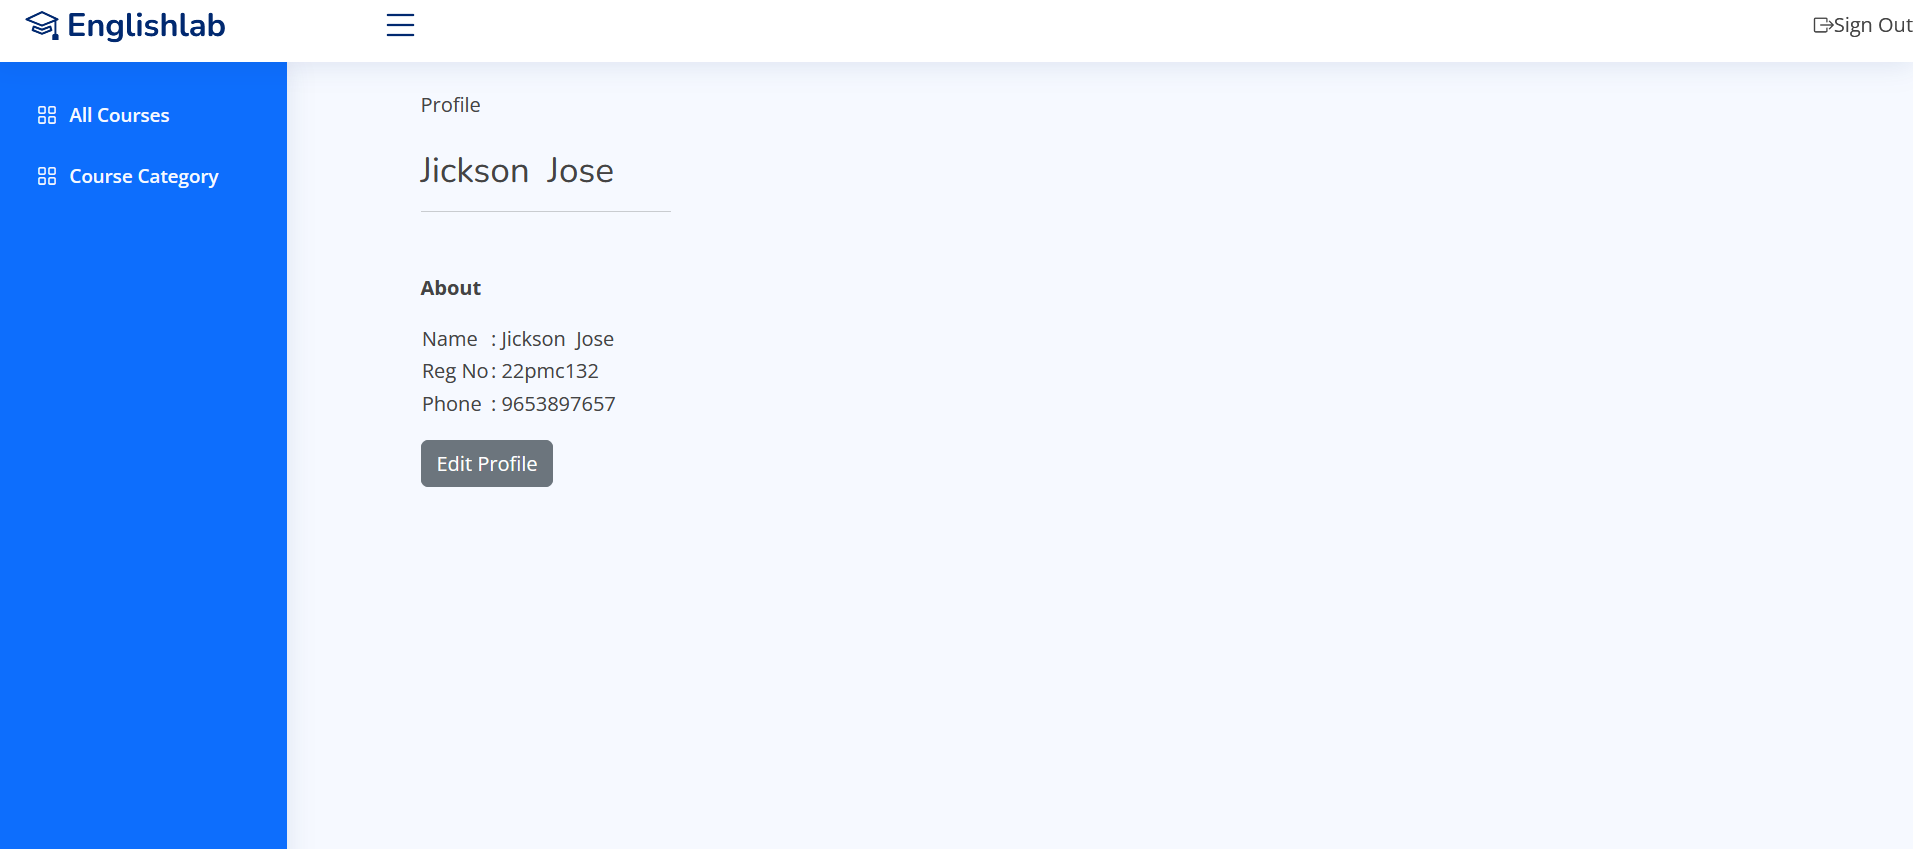 Englishlab
Sign Out
All Courses
Course Category
Profile
Jickson  Jose
About
Name : Jickson  Jose
Reg No : 22pmc132
Phone : 9653897657
Edit Profile